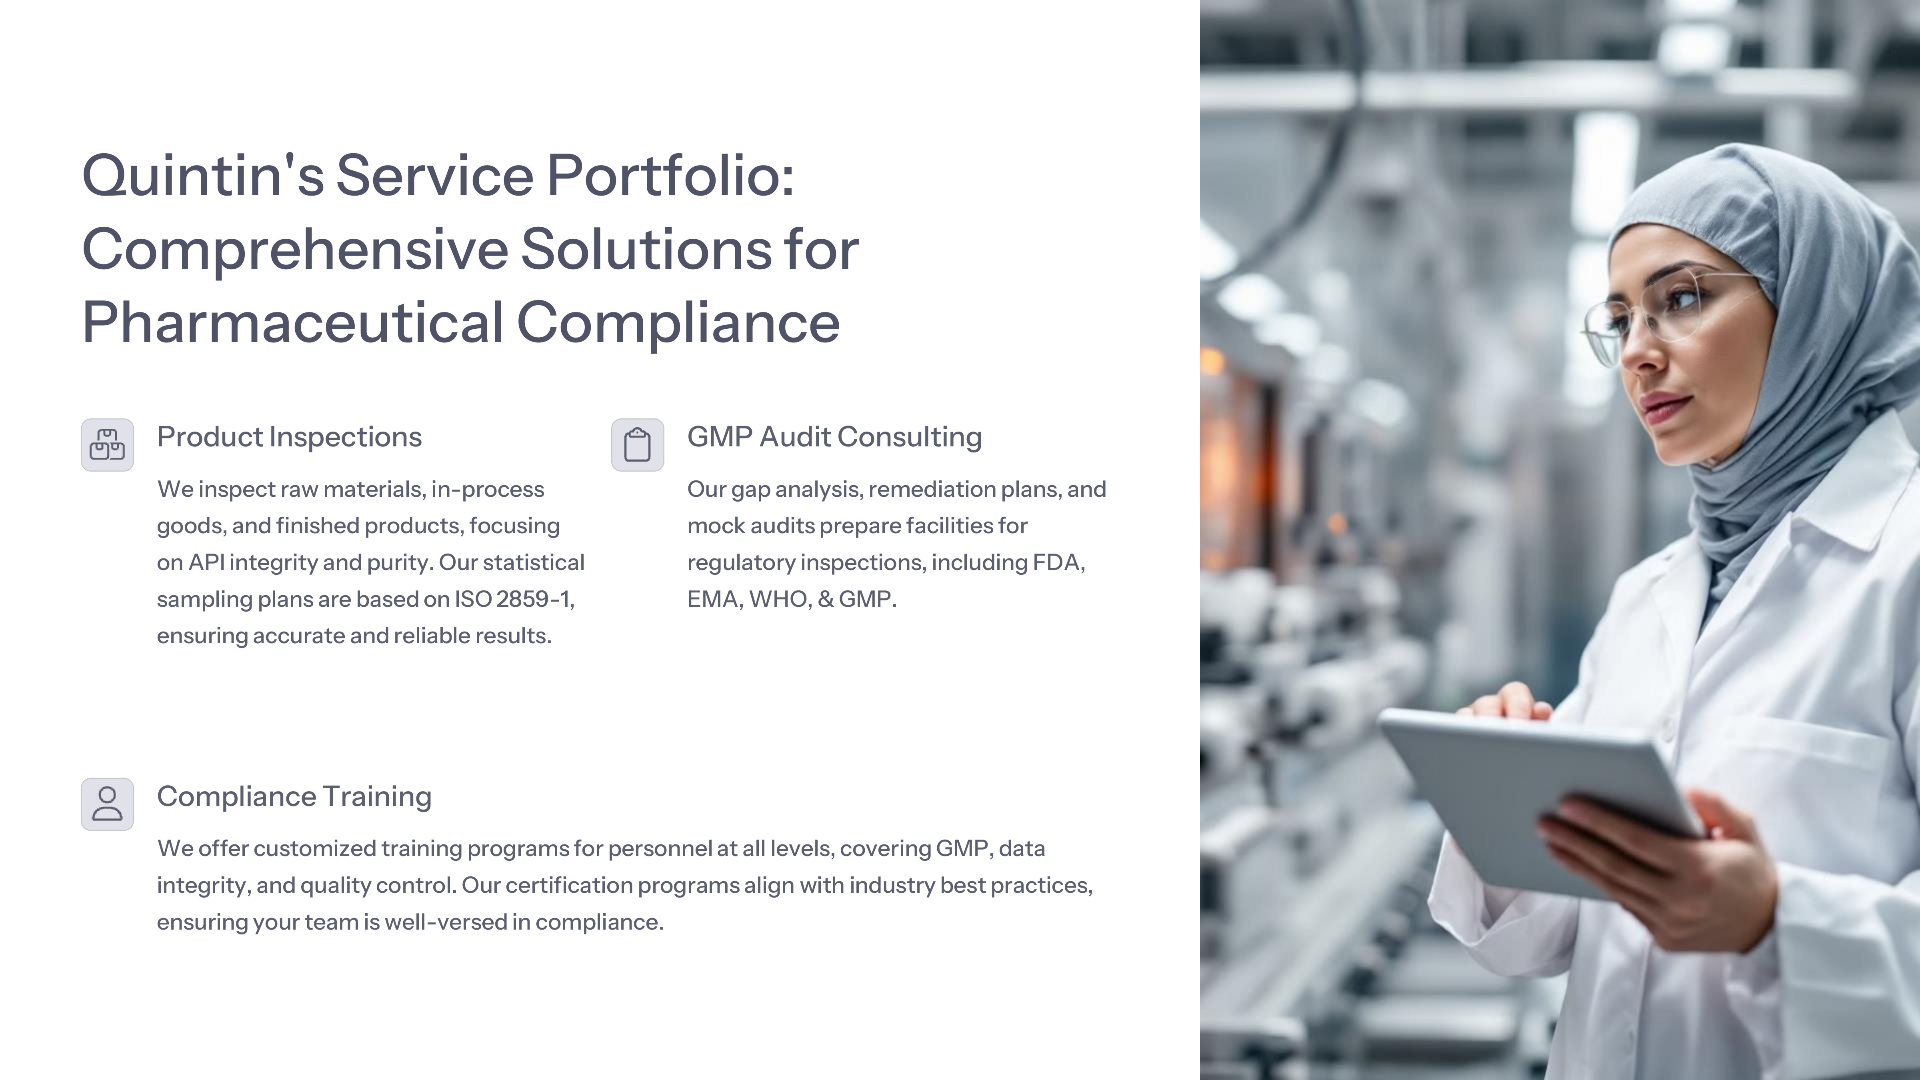 Quintin's Service Portfolio:
Comprehensive Solutions for
Pharmaceutical Compliance
Product Inspections
We inspect raw materials, in-process
goods, and finished products, focusing
on API integrity and purity. Our statistical
sampling plans are based on ISO 2859-1,
ensuring accurate and reliable results.
GMP Audit Consulting
Our gap analysis, remediation plans, and
mock audits prepare facilities for
regulatory inspections, including FDA,
EMA, WHO, & GMP.
Compliance Training
We offer customized training programs for personnel at all levels, covering GMP, data
integrity, and quality control. Our certification programs align with industry best practices,
ensuring your team is well-versed in compliance.